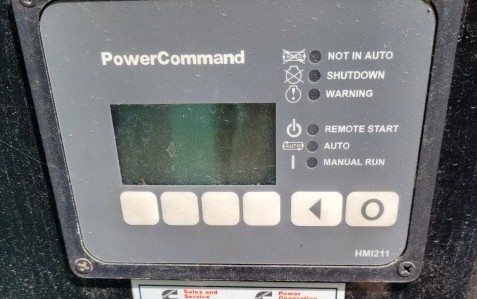 PowerCommand
NOT IN AUTO
SHUTDOWN
WARNING
REMOTE START
Auto AUTO
MANUAL RUN
HMI211
Sales and
Service
Power
Generation